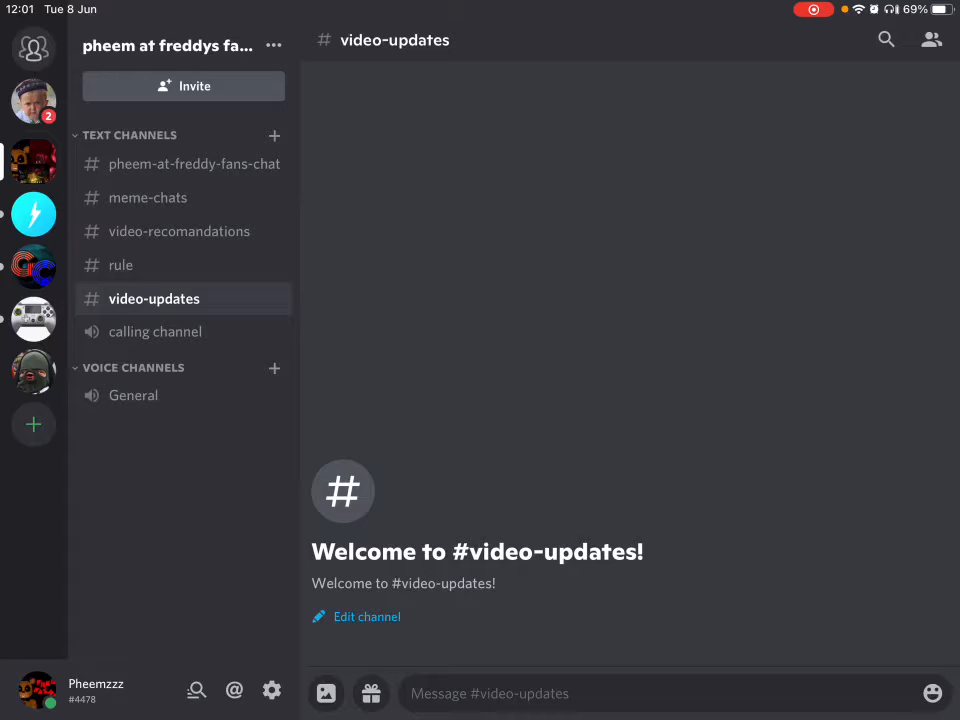 12:01 Tue 8 Jun
69%
2
pheem at freddys fa...
Invite
TEXT CHANNELS
pheem-at-freddy-fans-chat
meme-chats
video-recomandations
rule
video-updates
calling channel
VOICE CHANNELS
General
Pheemzzz
#4478
# video-updates
#
Welcome to #video-updates!
Welcome to #video-updates!
Edit channel
Message #video-updates